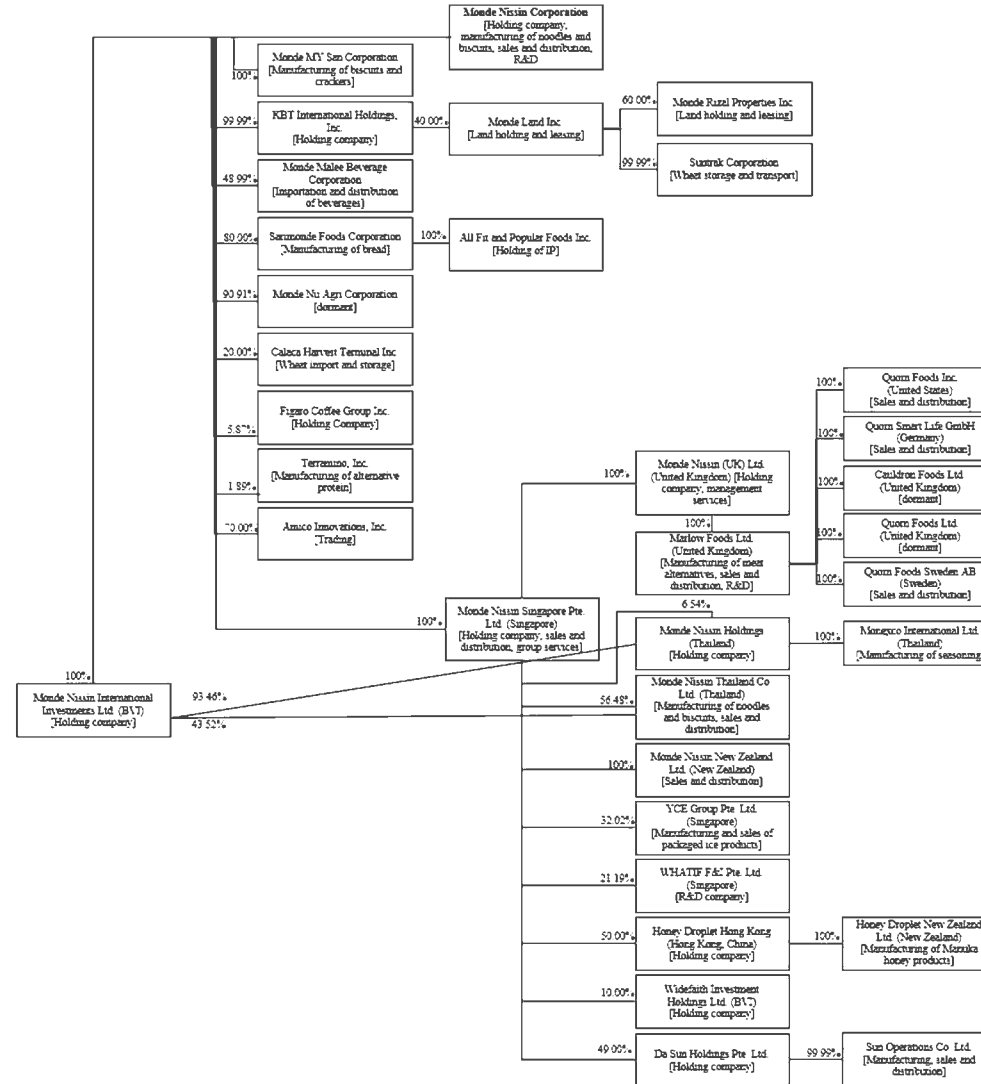 Monde Nissin Corporation
[Holding company,
manufacturing of noodles and
biscuits, sales and distribution,
R&D]
Monde MY San Corporation
[Manufacturing of biscuits and
crackers]
100%
99.99%
KBT International Holdings,
Inc.
[Holding company]
40.00%
Monde Land Inc
[Land holding and leasing]
60.00%
Monde Rizal Properties Inc
[Land holding and leasing]
99.99%
Suntrak Corporation
[Wheat storage and transport]
48.99%
Monde Malee Beverage
Corporation
[Importation and distribution
of beverages]
80.00%
Sarimonde Foods Corporation
[Manufacturing of bread]
100%
All Fit and Popular Foods Inc.
[Holding of IP]
90.91%
Monde Nu Agri Corporation
[dormant]
20.00%
Calaca Harvest Terminal Inc
[Wheat import and storage]
5.87%
Figaro Coffee Group Inc.
[Holding Company]
1.89%
Terramino, Inc.
[Manufacturing of alternative
protein]
70.00%
Amico Innovations, Inc.
[Trading]
100%
Monde Nissin Singapore Pte.
Ltd (Singapore)
[Holding company, sales and
distribution, group services]
100%
Monde Nissin International
Investments Ltd (BVI)
[Holding company]
93.46%
43.52%
100%
Monde Nissin (UK) Ltd.
(United Kingdom) [Holding
company, management
services]
100%
Marlow Foods Ltd.
(United Kingdom)
[Manufacturing of meat
alternatives, sales and
distribution, R&D]
100%
Quorn Foods Inc.
(United States)
[Sales and distribution]
100%
Quorn Smart Life GmbH
(Germany)
[Sales and distribution]
100%
Cauldron Foods Ltd
(United Kingdom)
[dormant]
100%
Quorn Foods Ltd.
(United Kingdom)
[dormant]
100%
Quorn Foods Sweden AB
(Sweden)
[Sales and distribution]
6.54%
Monde Nissin Holdings
(Thailand)
[Holding company]
100%
International Ltd
(Thailand)
[Manufacturing of seasoning]
56.48%
Monde Nissin Thailand Co
Ltd. (Thailand)
[Manufacturing of noodles
and biscuits, sales and
distribution]
100%
Monde Nissin New Zealand
Ltd. (New Zealand)
[Sales and distribution]
32.02%
YCE Group Pte. Ltd.
(Singapore)
[Manufacturing and sales of
packaged ice products]
21.19%
WHATIF F&I Pte. Ltd.
(Singapore)
[R&D company]
50.00%
Honey Droplet Hong Kong
(Hong Kong, China)
[Holding company]
100%
Honey Droplet New Zealand
Ltd. (New Zealand)
[Manufacturing of Manuka
honey products]
10.00%
Widefaith Investment
Holdings Ltd (BVI)
[Holding company]
49.00%
Da Sun Holdings Pte. Ltd.
[Holding company]
99.99%
Sun Operations Co Ltd.
[Manufacturing, sales and
distribution]